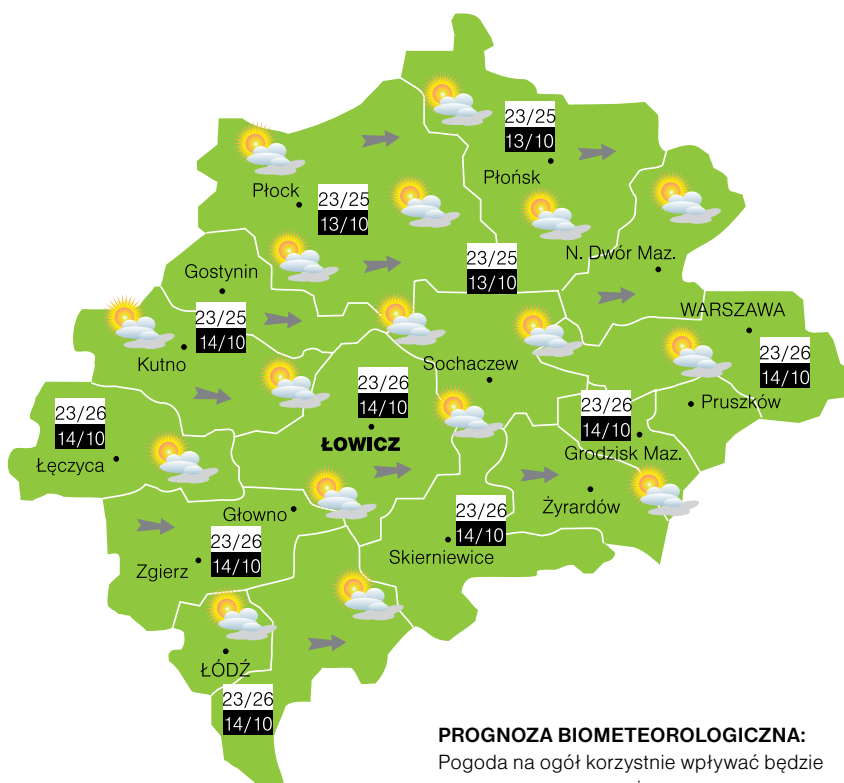 23/25
13/10
Płońsk
Płock
23/25
13/10
N. Dwór Maz.
23/25
13/10
Gostynin
WARSZAWA
23/25
14/10
Kutno
Sochaczew
23/26
14/10
23/26
14/10
Pruszków
23/26
14/10
ŁOWICZ
23/26
14/10
Grodzisk Maz.
Łęczyca
Żyrardów
Głowno
23/26
14/10
Skierniewice
23/26
14/10
Zgierz
ŁÓDŹ
23/26
14/10
PROGNOZA BIOMETEOROLOGICZNA:
Pogoda na ogół korzystnie wpływać będzie